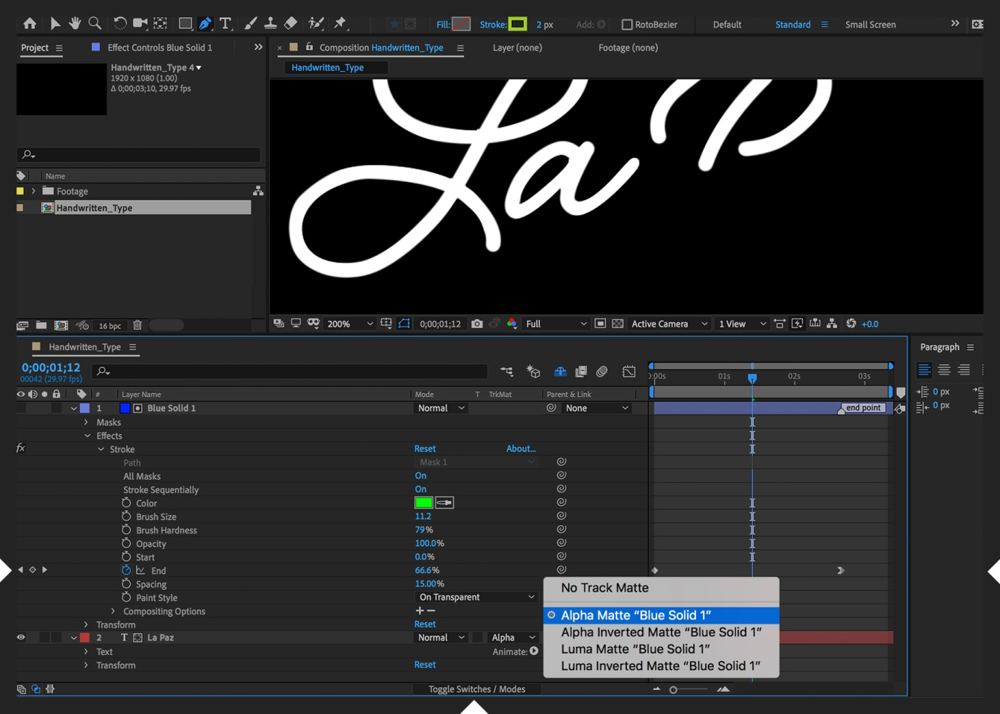 Fill: Stroke: 2 px Add: RotoBezier Default Standard Small Screen
Project Effect Controls Blue Solid 1
Composition Handwritten_Type Layer (none) Footage (none)
Handwritten_Type
Handwritten_Type 4
1920 x 1080 (1.00)
Δ 0;00;03;10, 29.97 fps
La P
Name
Footage
Handwritten_Type
16 bpc
200% 0;00;01;12 Full Active Camera 1 View +0.0
Handwritten_Type
0;00;01;12
00042 (29.97 fps)
:00s 01s 02s 03s
# Layer Name Mode T TrkMat Parent & Link
1 Blue Solid 1 Normal None
end point
Masks
Effects
fx Stroke Reset About...
Path Mask 1
All Masks On
Stroke Sequentially On
Color
Brush Size 11.2
Brush Hardness 79%
Opacity 100.0%
Start 0.0%
End 66.6%
Spacing 15.00%
Paint Style On Transparent
Compositing Options
Transform Reset
2 T La Paz Normal Alpha
Text Animate:
Transform Reset
Toggle Switches / Modes
No Track Matte
Alpha Matte “Blue Solid 1”
Alpha Inverted Matte “Blue Solid 1”
Luma Matte “Blue Solid 1”
Luma Inverted Matte “Blue Solid 1”
Paragraph
0 px
0 px